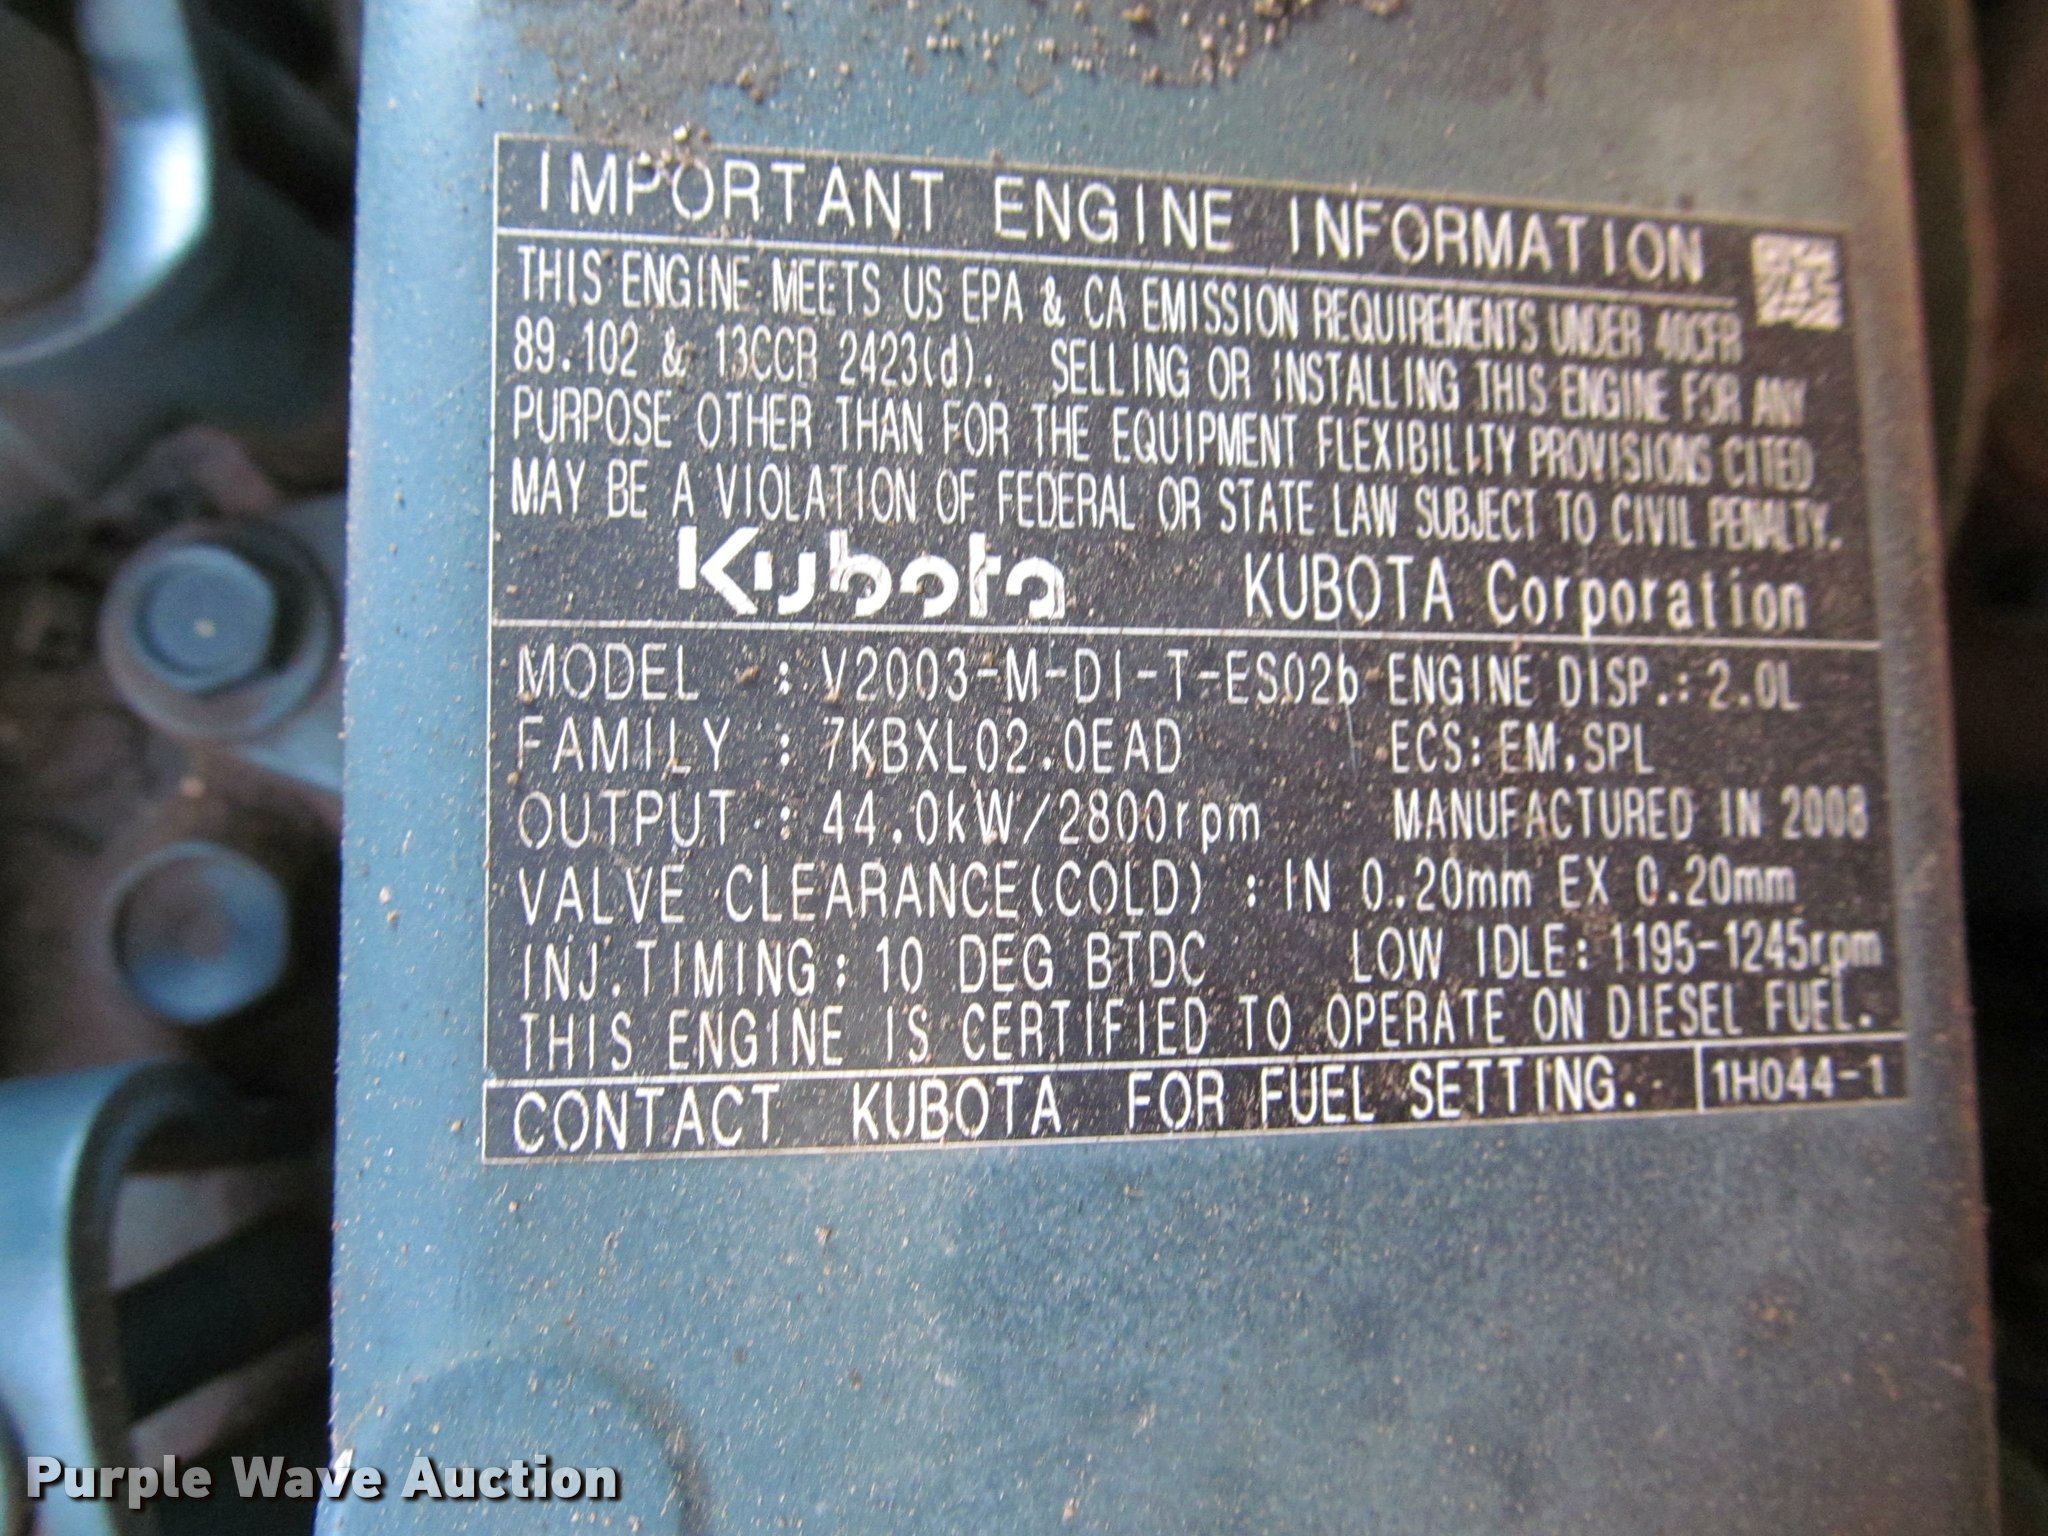 IMPORTANT ENGINE INFORMATION
THIS ENGINE MEETS US EPA & CA EMISSION REQUIREMENTS UNDER 40CFR
89.102 & 13CCR 2423(d). SELLING OR INSTALLING THIS ENGINE FOR ANY
PURPOSE OTHER THAN FOR THE EQUIPMENT FLEXIBILITY PROVISIONS CITED
MAY BE A VIOLATION OF FEDERAL OR STATE LAW SUBJECT TO CIVIL PENALTY.
Kubota KUBOTA Corporation
MODEL : V2003-M-DI-T-ES02b ENGINE DISP.: 2.0L
FAMILY : 7KBXL02.0EAD ECS: EM,SPL
OUTPUT : 44.0kW/2800rpm MANUFACTURED IN 2008
VALVE CLEARANCE(COLD) : IN 0.20mm EX 0.20mm
INJ.TIMING: 10 DEG BTDC LOW IDLE: 1195-1245rpm
THIS ENGINE IS CERTIFIED TO OPERATE ON DIESEL FUEL.
CONTACT KUBOTA FOR FUEL SETTING. 1H044-1
Purple Wave Auction